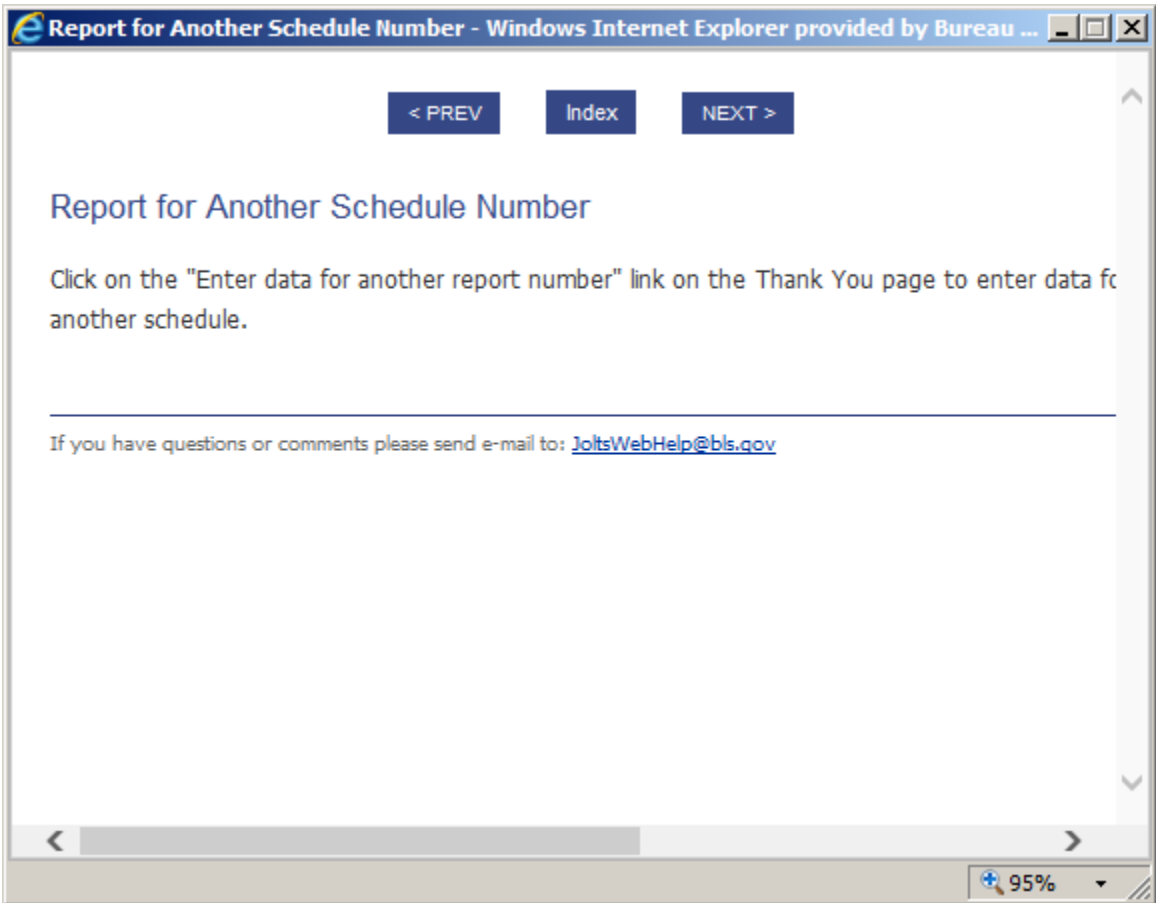 Report for Another Schedule Number - Windows Internet Explorer provided by Bureau ...
< PREV
Index
NEXT >
Report for Another Schedule Number
Click on the "Enter data for another report number" link on the Thank You page to enter data fo
another schedule.
If you have questions or comments please send e-mail to: JoltsWebHelp@bls.gov
95%